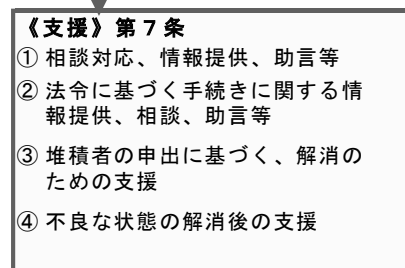 《支援》第７条
① 相談対応、情報提供、助言等
② 法令に基づく手続きに関する情
報提供、相談、助言等
③ 堆積者の申出に基づく、解消の
ための支援
④ 不良な状態の解消後の支援